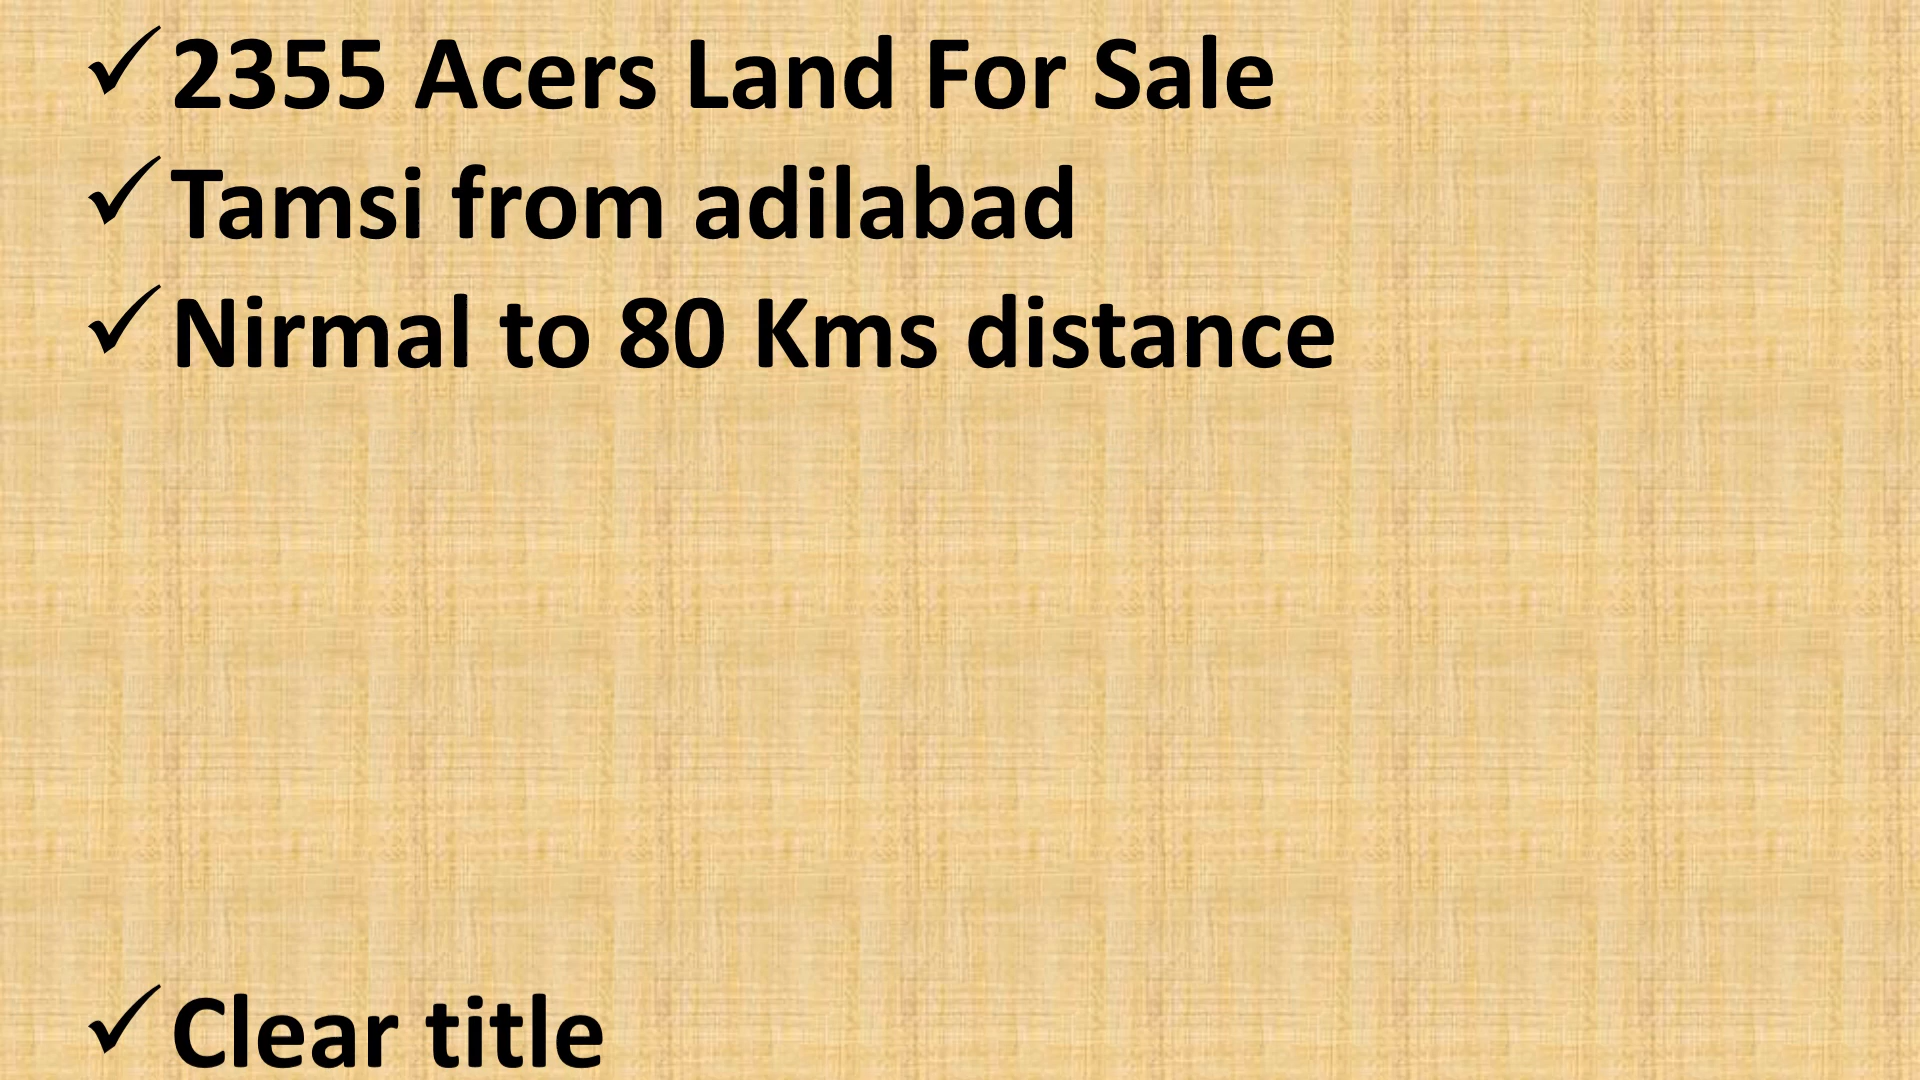 ✓2355 Acers Land For Sale
✓Tamsi from adilabad
✓Nirmal to 80 Kms distance
✓Clear title